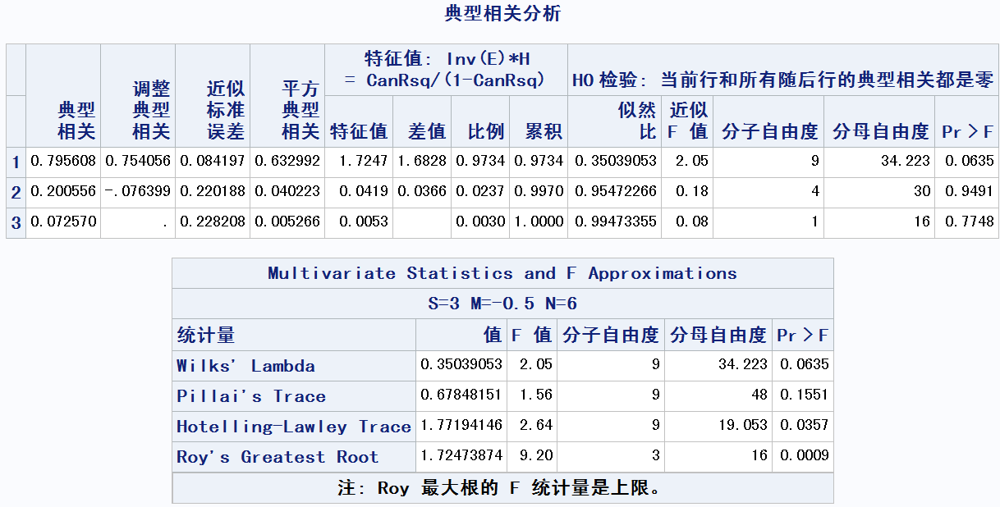 典型相关分析
特征值: Inv(E)*H
= CanRsq/(1-CanRsq)
H0 检验: 当前行和所有随后行的典型相关都是零
典型
相关
调整
典型
相关
近似
标准
误差
平方
典型
相关
特征值 差值 比例 累积
似然
比
近似
F 值
分子自由度 分母自由度 Pr > F
1 0.795608 0.754056 0.084197 0.632992 1.7247 1.6828 0.9734 0.9734 0.35039053 2.05 9 34.223 0.0635
2 0.200556 -.076399 0.220188 0.040223 0.0419 0.0366 0.0237 0.9970 0.95472266 0.18 4 30 0.9491
3 0.072570 . 0.228208 0.005266 0.0053 0.0030 1.0000 0.99473355 0.08 1 16 0.7748
Multivariate Statistics and F Approximations
S=3 M=-0.5 N=6
统计量 值 F 值 分子自由度 分母自由度 Pr > F
Wilks' Lambda 0.35039053 2.05 9 34.223 0.0635
Pillai's Trace 0.67848151 1.56 9 48 0.1551
Hotelling-Lawley Trace 1.77194146 2.64 9 19.053 0.0357
Roy's Greatest Root 1.72473874 9.20 3 16 0.0009
注: Roy 最大根的 F 统计量是上限。